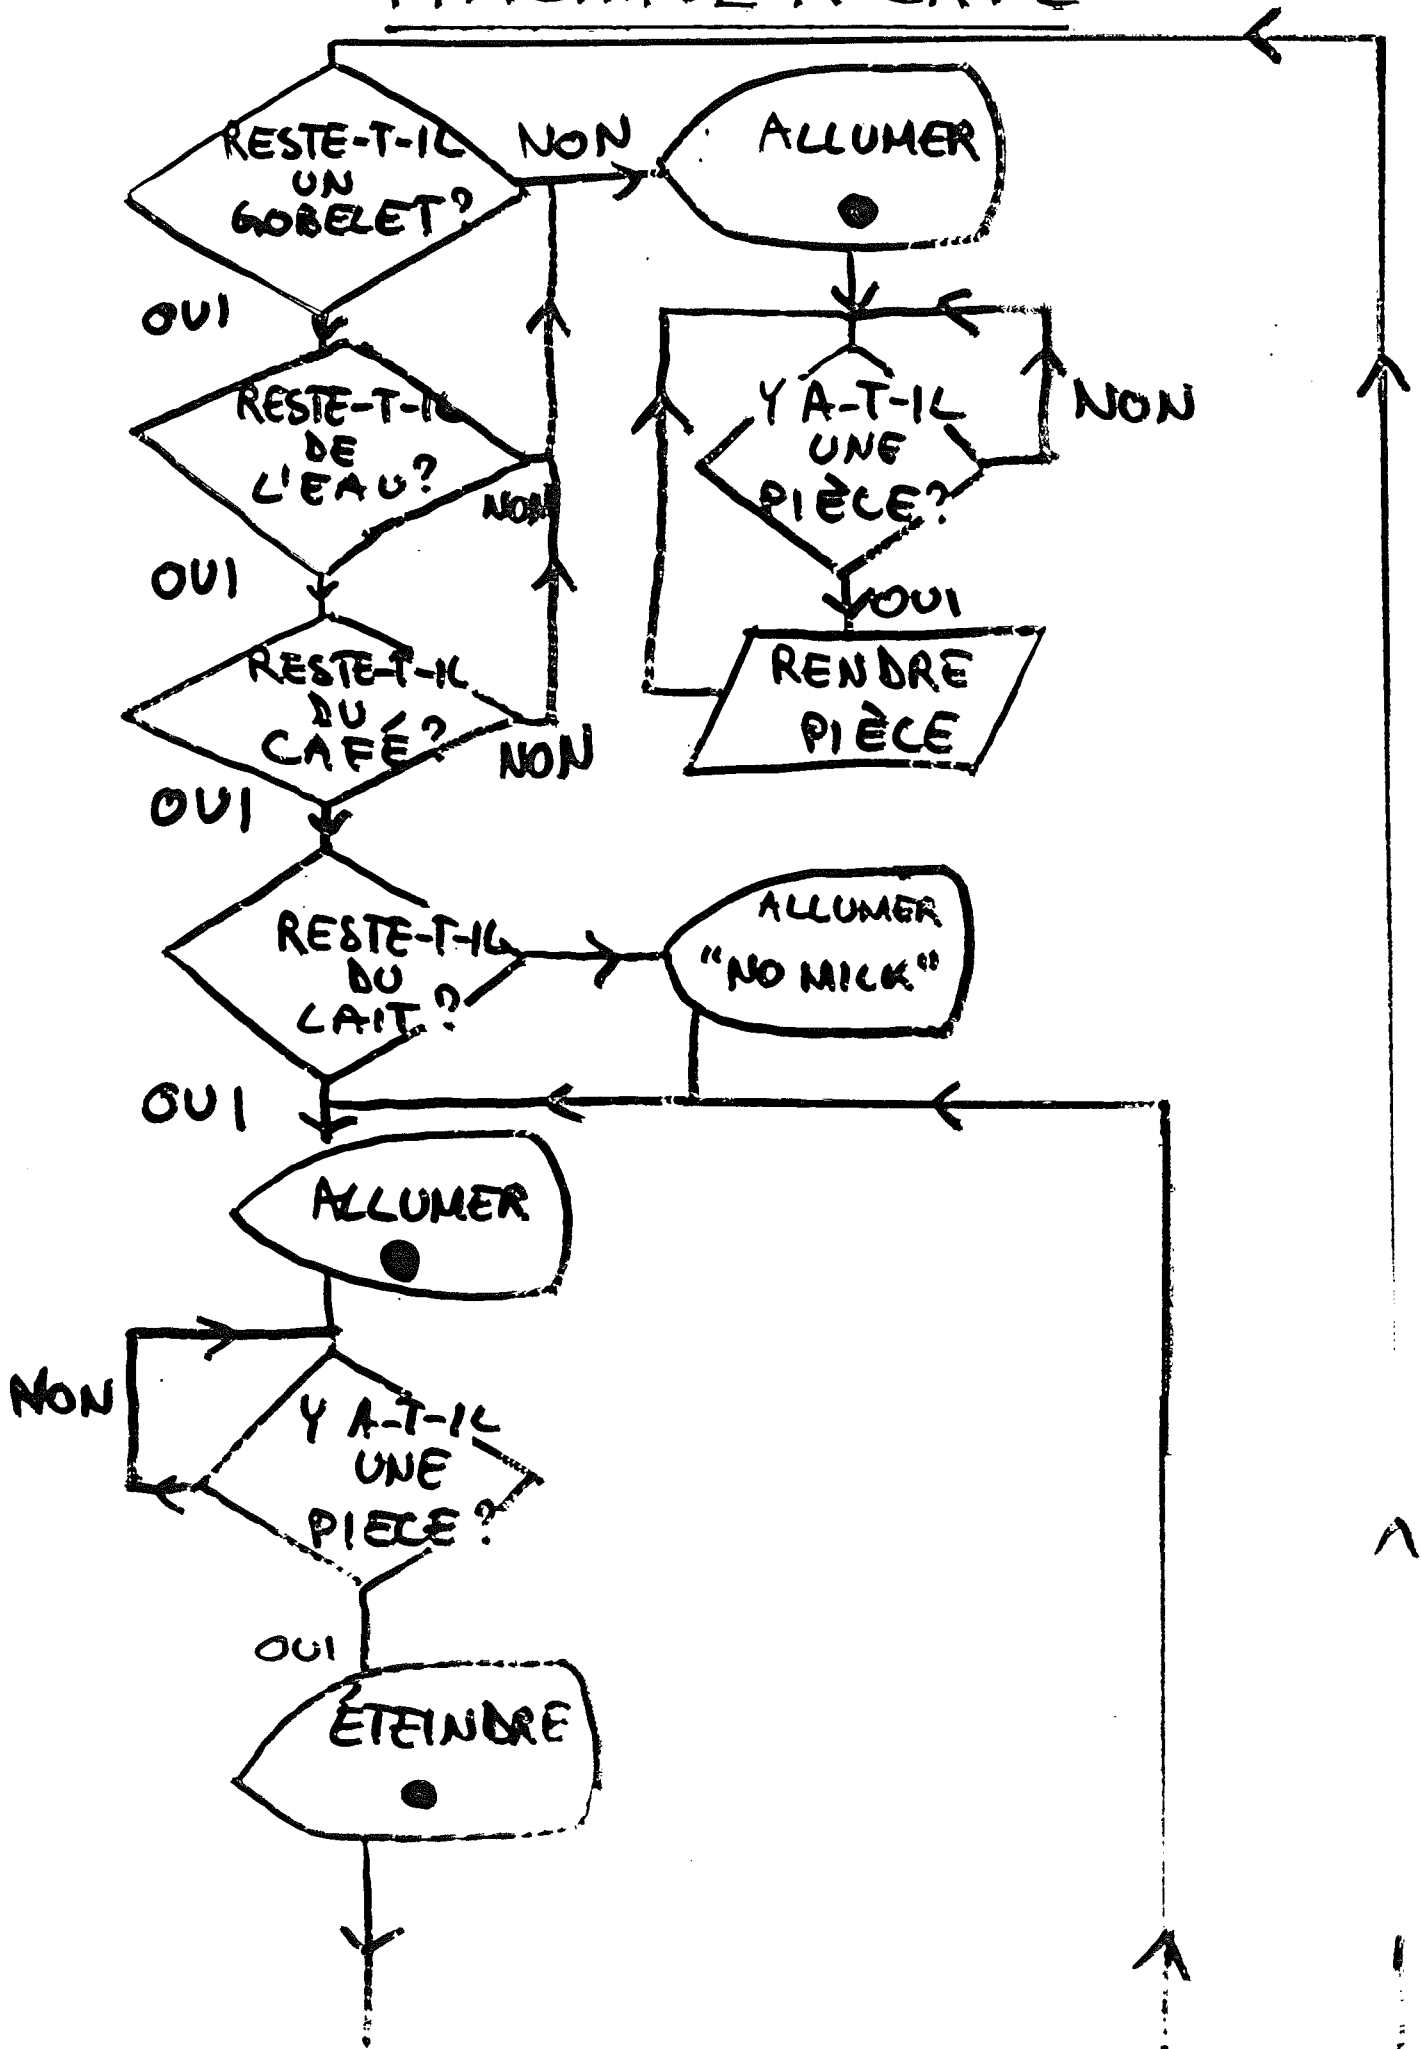 RESTE-T-IL
UN
GOBELET?
NON
ALLUMER
OUI
RESTE-T-IL
DE
L'EAU?
NON
Y A-T-IL
UNE
PIÈCE?
NON
OUI
OUI
RENDRE
PIÈCE
RESTE-T-IL
DU
CAFÉ?
NON
OUI
RESTE-T-IL
DU
LAIT?
ALLUMER
"NO MILK"
OUI
ALLUMER
NON
Y A-T-IL
UNE
PIECE?
OUI
ÉTEINDRE